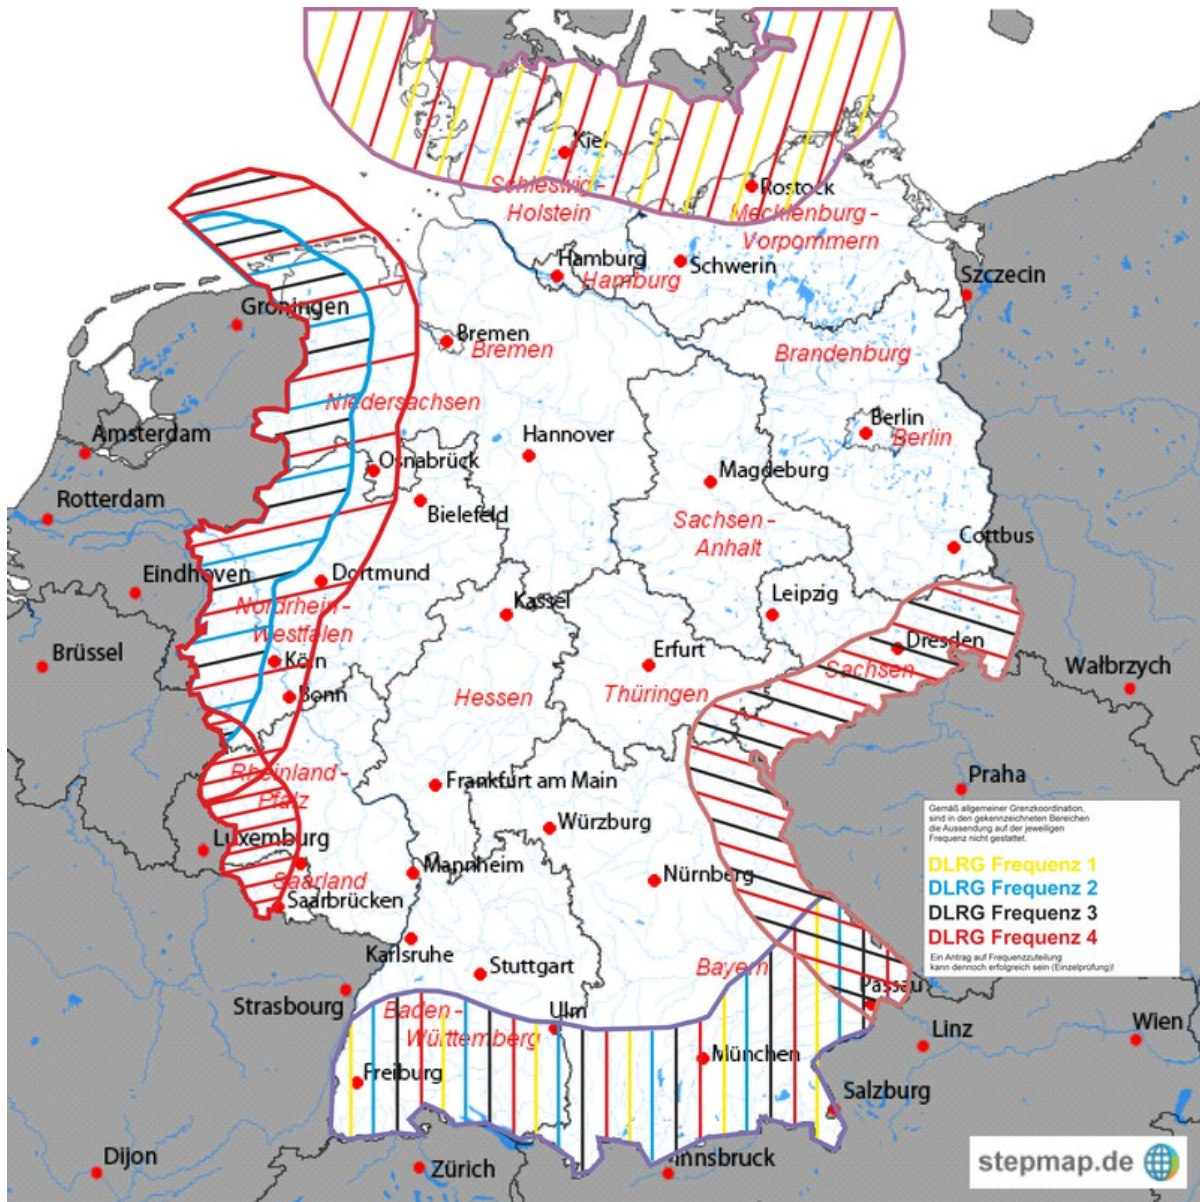 Kiel
Schleswig-
Holstein
Rostock
Mecklenburg-
Vorpommern
Hamburg
Hamburg
Schwerin
Szczecin
Groningen
Bremen
Bremen
Brandenburg
Niedersachsen
Amsterdam
Hannover
Berlin
Berlin
Osnabrück
Magdeburg
Rotterdam
Bielefeld
Sachsen-
Anhalt
Cottbus
Eindhoven
Dortmund
Kassel
Leipzig
Nordrhein-
Westfalen
Brüssel
Köln
Erfurt
Dresden
Sachsen
Wałbrzych
Bonn
Hessen
Thüringen
Rheinland-
Pfalz
Frankfurt am Main
Praha
Luxemburg
Würzburg
Mannheim
Saarland
Saarbrücken
Nürnberg
Gemäß allgemeiner Grenzkoordination,
sind in den gekennzeichneten Bereichen
die Aussendung auf der jeweiligen
Frequenz nicht gestattet.
DLRG Frequenz 1
DLRG Frequenz 2
DLRG Frequenz 3
DLRG Frequenz 4
Ein Antrag auf Frequenzzuteilung
kann dennoch erfolgreich sein (Einzelprüfung)!
Karlsruhe
Stuttgart
Bayern
Passau
Strasbourg
Baden-
Württemberg
Ulm
Linz
Wien
Freiburg
München
Salzburg
Dijon
Zürich
Innsbruck
stepmap.de